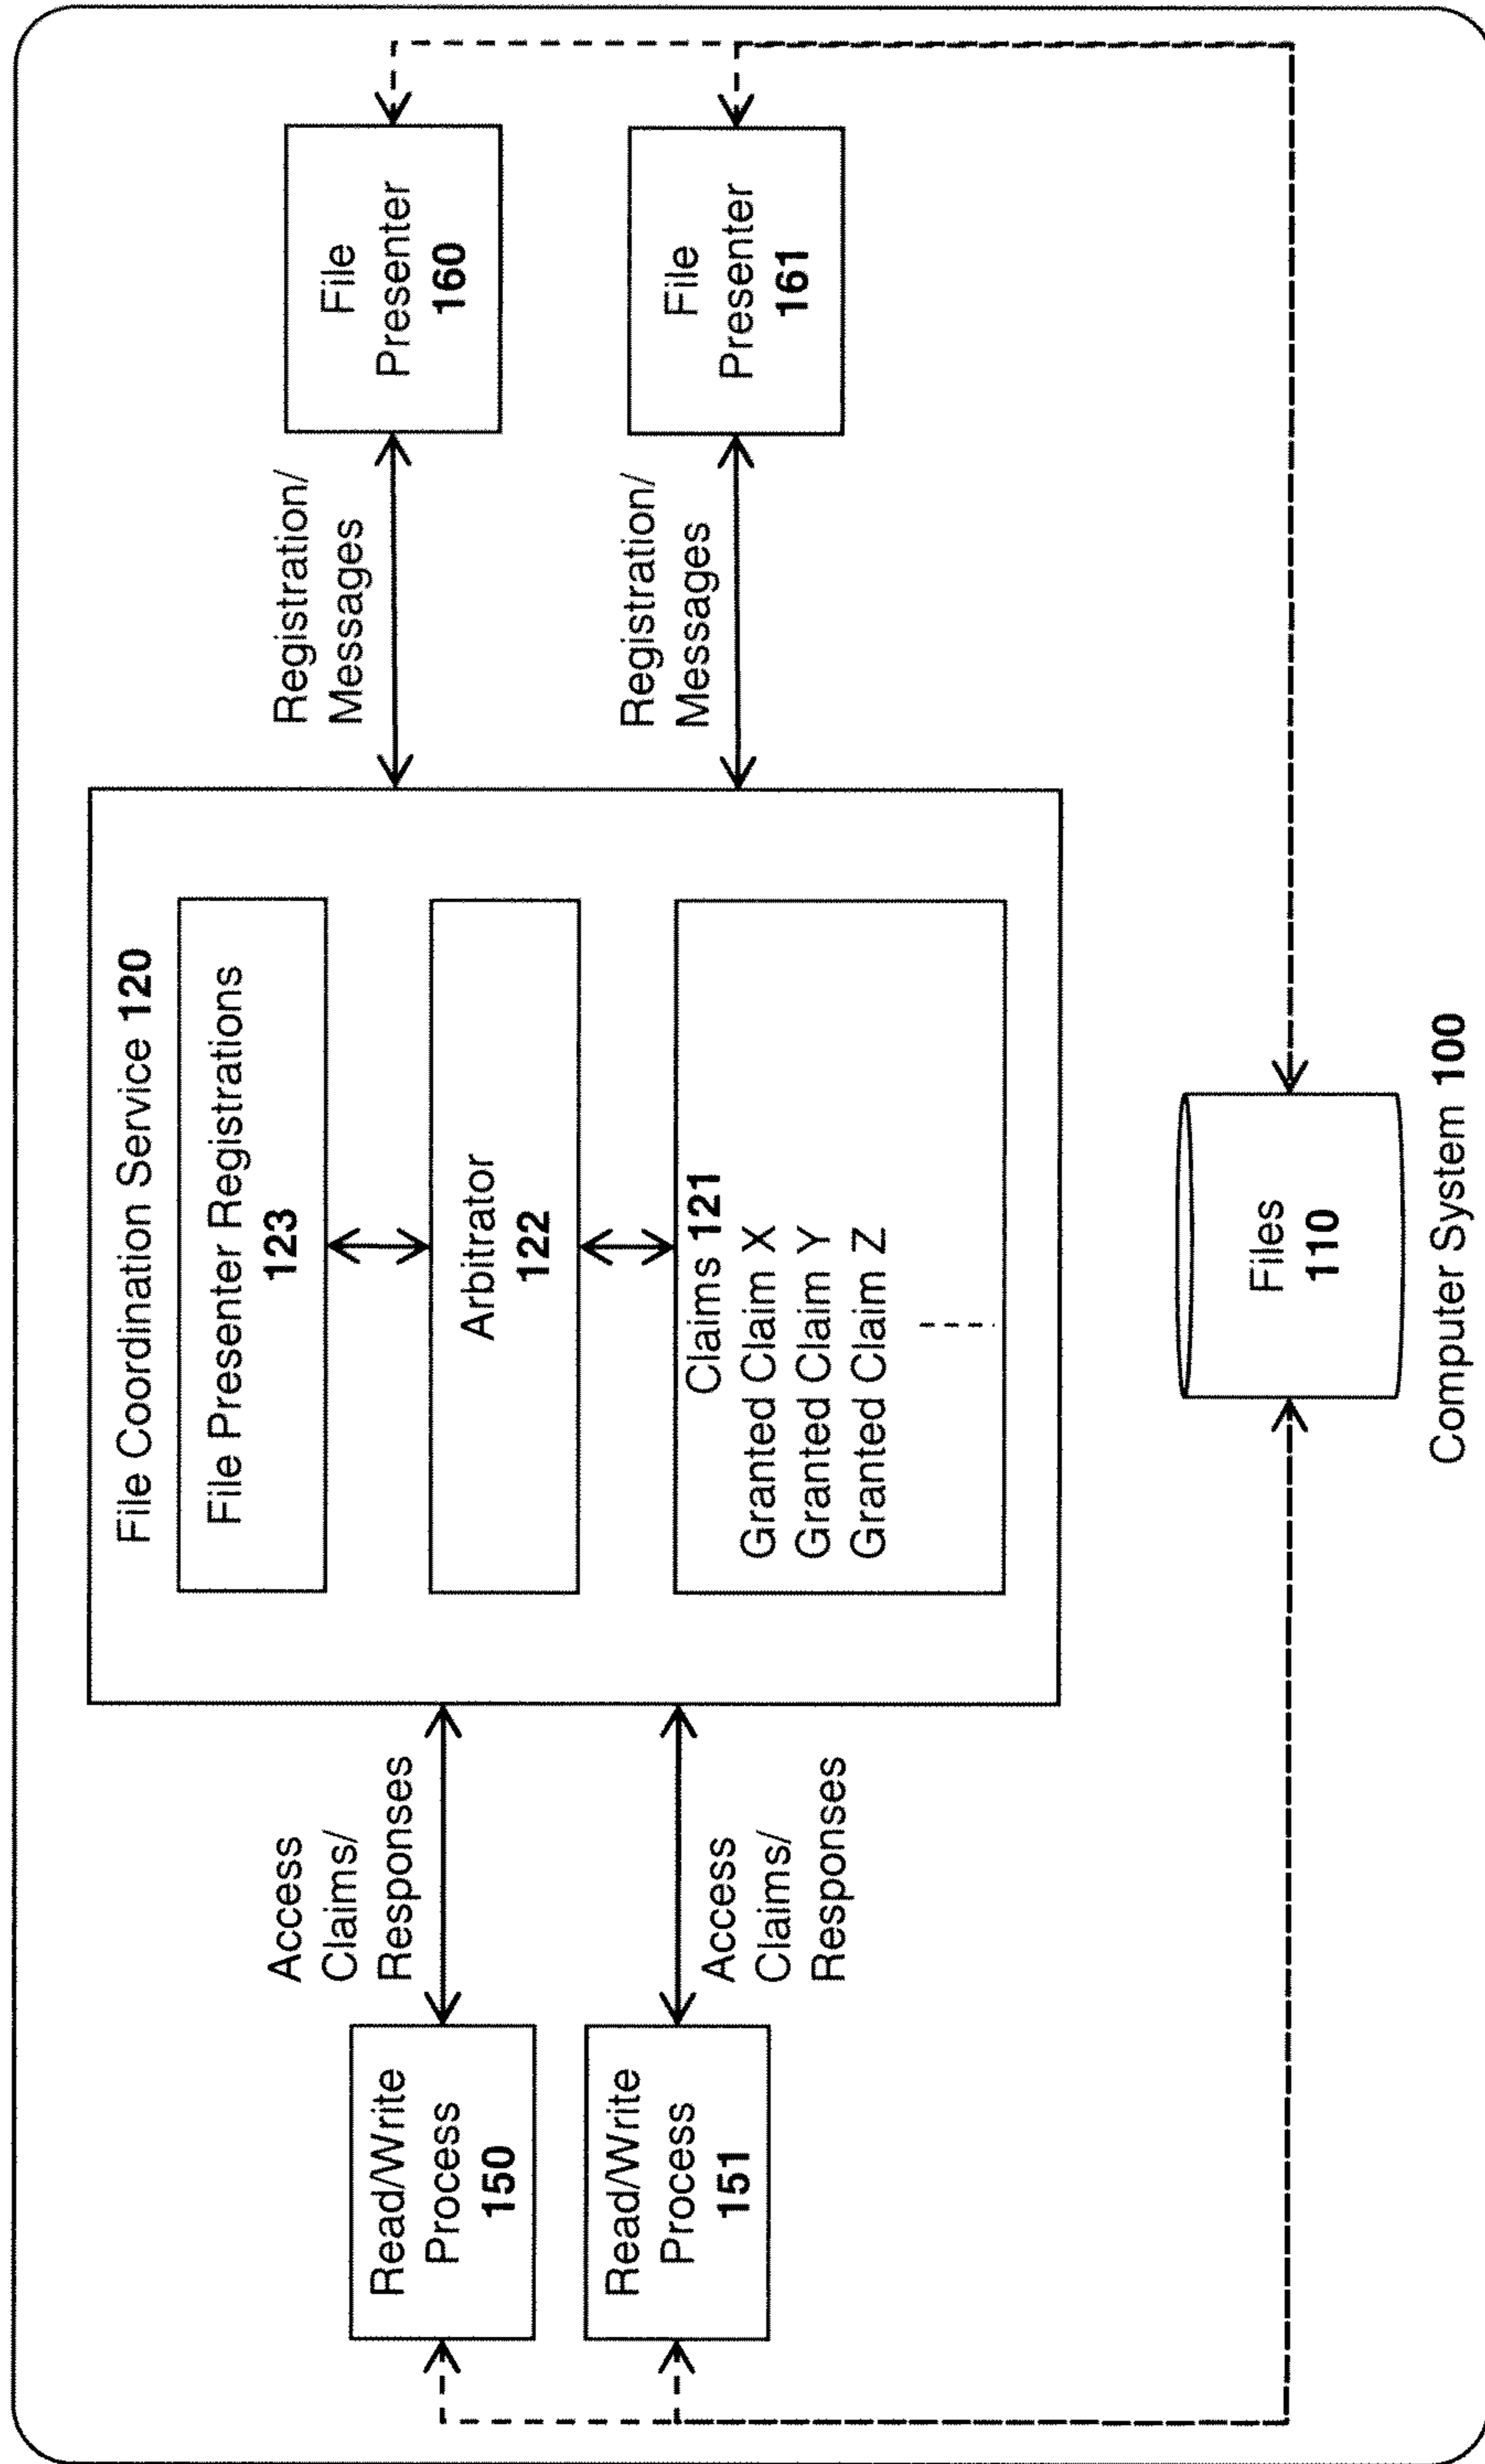 File Coordination Service 120
File Presenter Registrations
123
Arbitrator
122
Claims 121
Granted Claim X
Granted Claim Y
Granted Claim Z
Access
Claims/
Responses
Access
Claims/
Responses
Read/Write
Process
150
Read/Write
Process
151
Registration/
Messages
Registration/
Messages
File
Presenter
160
File
Presenter
161
Files
110
Computer System 100